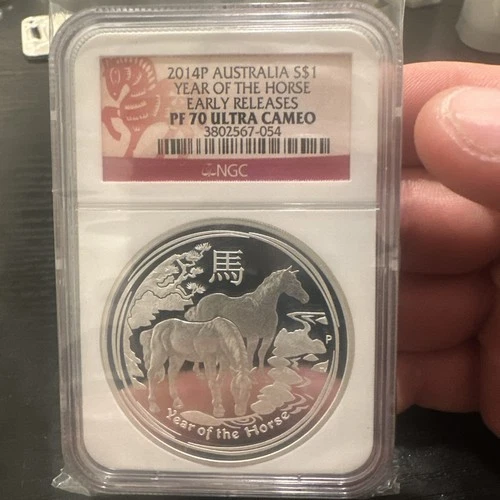 2014P AUSTRALIA S$1
YEAR OF THE HORSE
EARLY RELEASES
PF 70 ULTRA CAMEO
3802567-054
NGC
馬
P
Year of the Horse